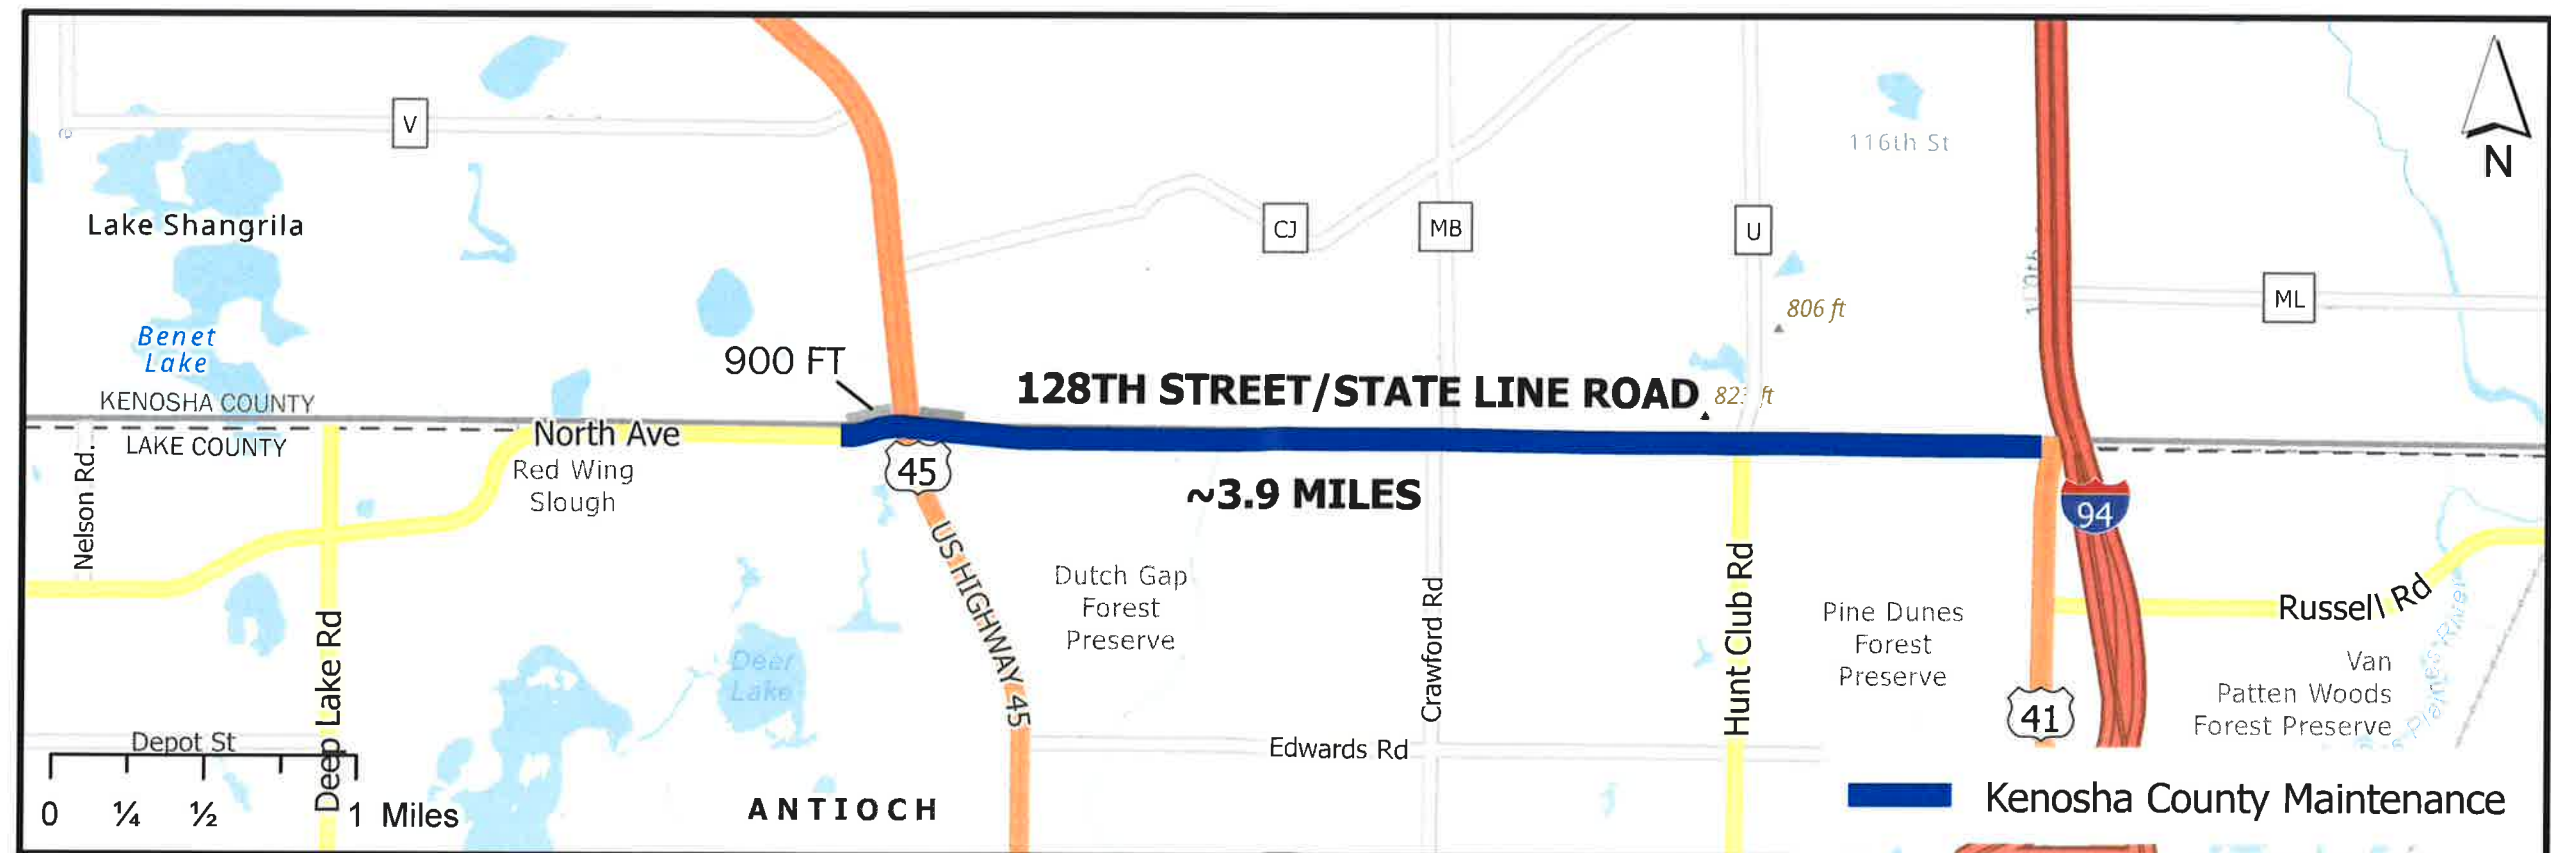 V
116th St
N
Lake Shangrila
CJ
MB
U
110th
ML
806 ft
Benet
Lake
900 FT
128TH STREET/STATE LINE ROAD
KENOSHA COUNTY
LAKE COUNTY
North Ave
Red Wing
Slough
Nelson Rd.
45
~3.9 MILES
94
US HIGHWAY 45
Dutch Gap
Forest
Preserve
Crawford Rd
Hunt Club Rd
Pine Dunes
Forest
Preserve
Russell Rd
Deep Lake Rd
Deer
Lake
Van
Patten Woods
Forest Preserve
Plaines River
41
Depot St
Edwards Rd
0 ¼ ½ 1 Miles
ANTIOCH
Kenosha County Maintenance